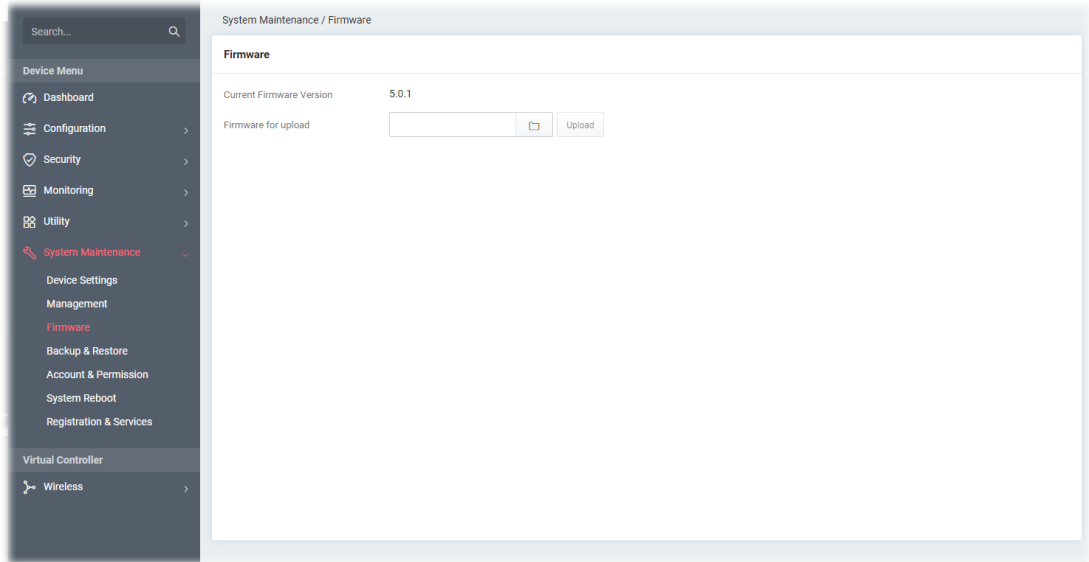 Search...
Device Menu
Dashboard
Configuration
Security
Monitoring
Utility
System Maintenance
Device Settings
Management
Firmware
Backup & Restore
Account & Permission
System Reboot
Registration & Services
Virtual Controller
Wireless
System Maintenance / Firmware
Firmware
Current Firmware Version 5.0.1
Firmware for upload Upload